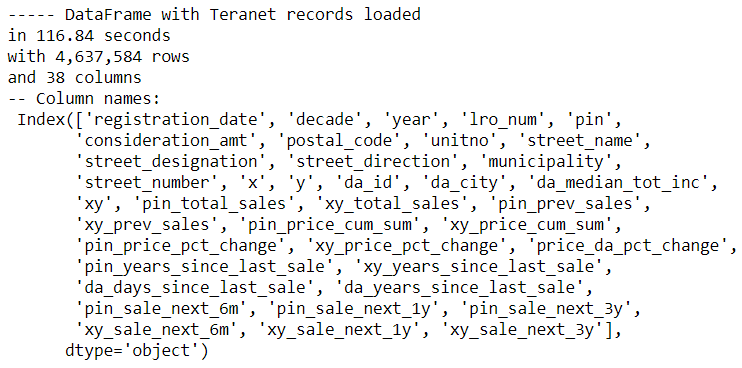 ----- DataFrame with Teranet records loaded
in 116.84 seconds
with 4,637,584 rows
and 38 columns
-- Column names:
 Index(['registration_date', 'decade', 'year', 'lro_num', 'pin',
       'consideration_amt', 'postal_code', 'unitno', 'street_name',
       'street_designation', 'street_direction', 'municipality',
       'street_number', 'x', 'y', 'da_id', 'da_city', 'da_median_tot_inc',
       'xy', 'pin_total_sales', 'xy_total_sales', 'pin_prev_sales',
       'xy_prev_sales', 'pin_price_cum_sum', 'xy_price_cum_sum',
       'pin_price_pct_change', 'xy_price_pct_change', 'price_da_pct_change',
       'pin_years_since_last_sale', 'xy_years_since_last_sale',
       'da_days_since_last_sale', 'da_years_since_last_sale',
       'pin_sale_next_6m', 'pin_sale_next_1y', 'pin_sale_next_3y',
       'xy_sale_next_6m', 'xy_sale_next_1y', 'xy_sale_next_3y'],
      dtype='object')